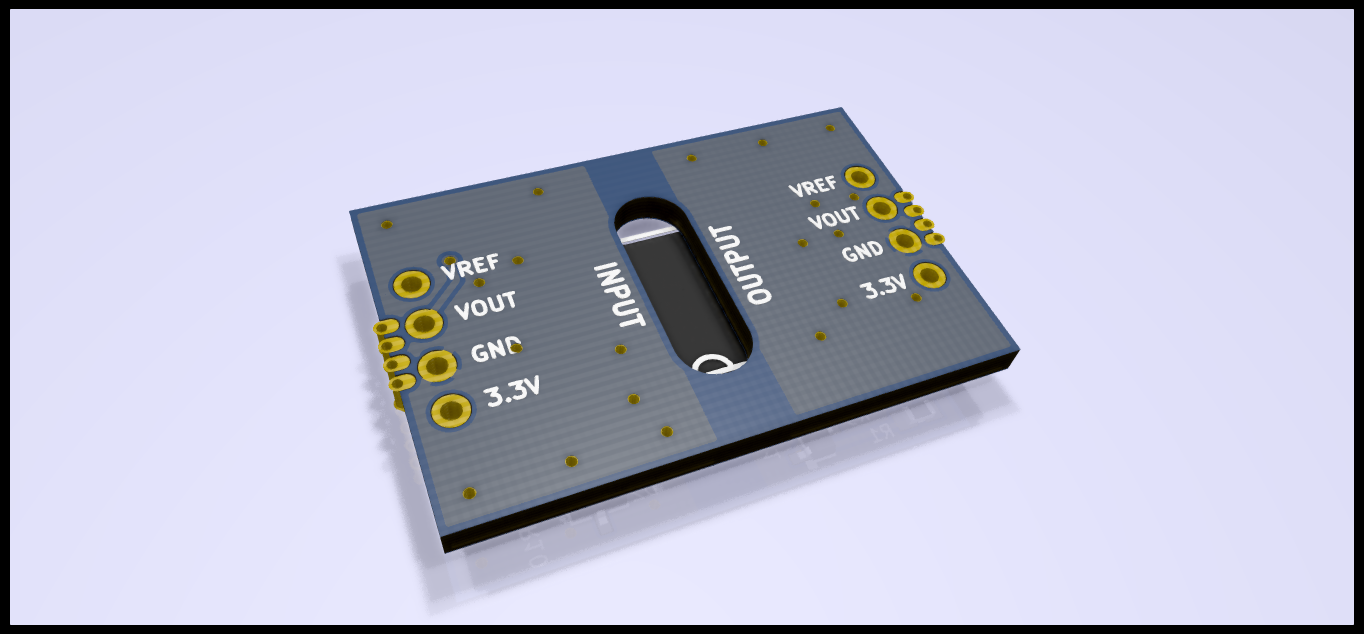 VREF
VOUT
GND
3.3V
INPUT
OUTPUT
VREF
VOUT
GND
3.3V